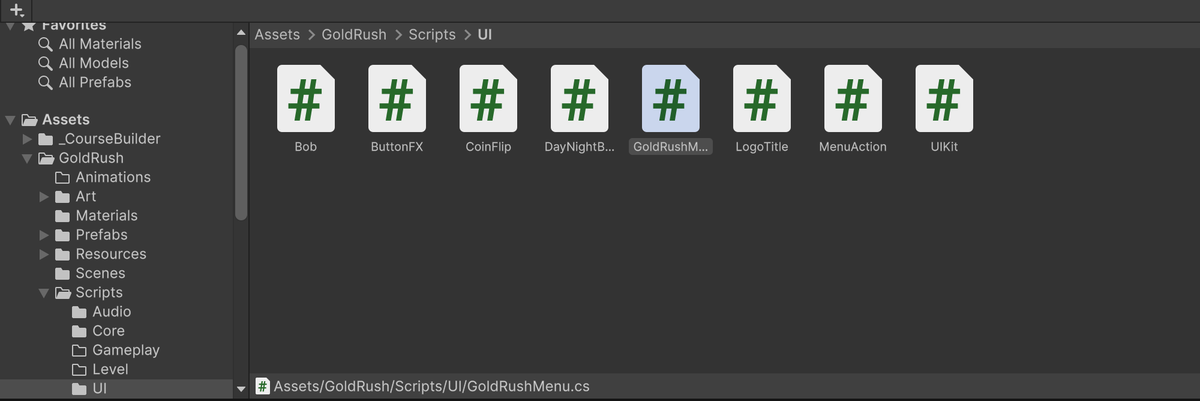 Favorites
All Materials
All Models
All Prefabs
Assets
_CourseBuilder
GoldRush
Animations
Art
Materials
Prefabs
Resources
Scenes
Scripts
Audio
Core
Gameplay
Level
UI
Assets > GoldRush > Scripts > UI
Bob ButtonFX CoinFlip DayNightB... GoldRushM... LogoTitle MenuAction UIKit
Assets/GoldRush/Scripts/UI/GoldRushMenu.cs